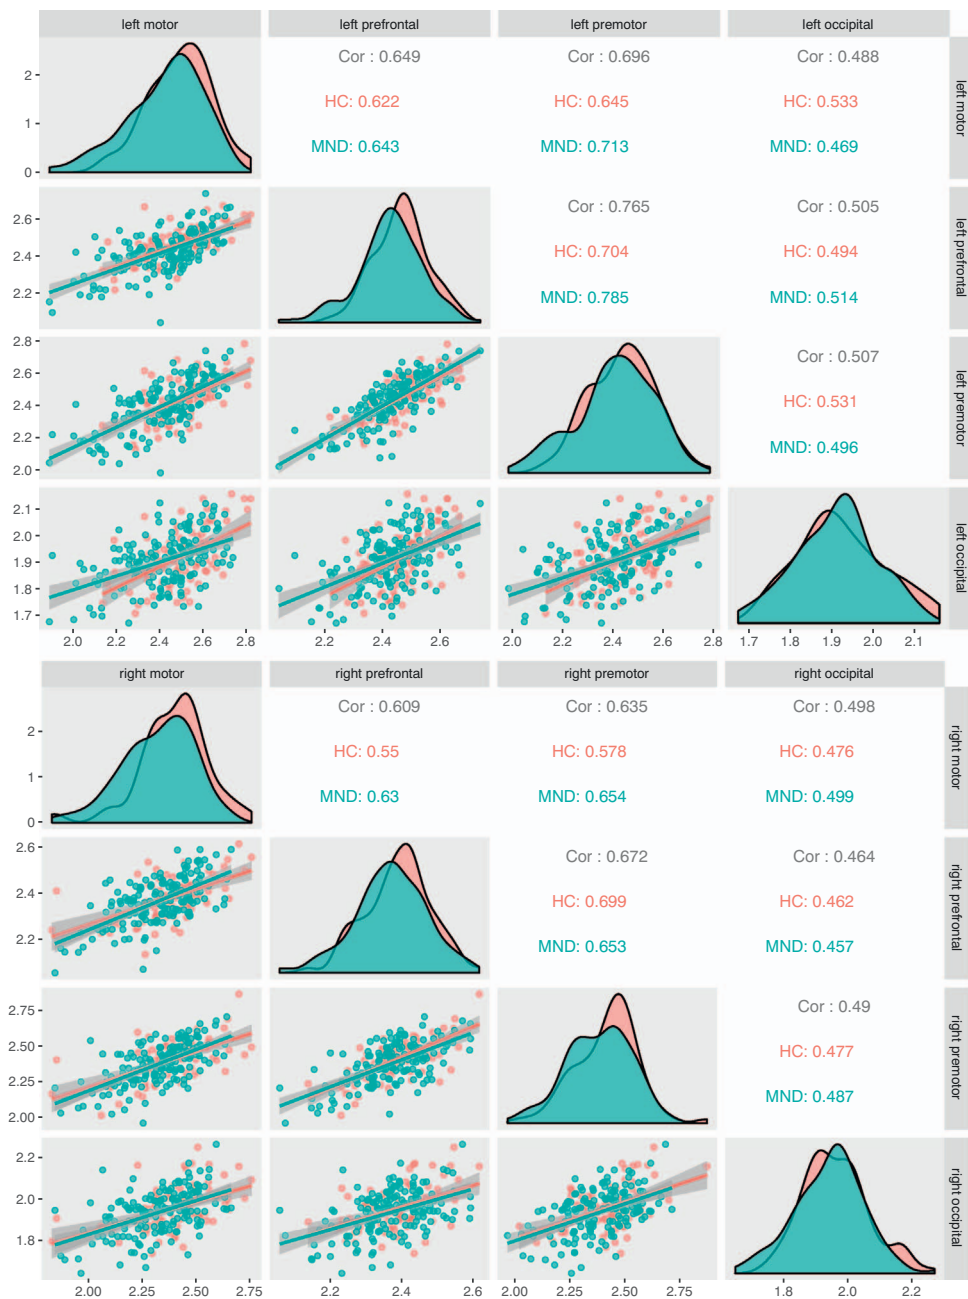 left motor left prefrontal left premotor left occipital
Cor : 0.649 Cor : 0.696 Cor : 0.488
2
HC: 0.622 HC: 0.645 HC: 0.533
1
MND: 0.643 MND: 0.713 MND: 0.469
0
left motor
Cor : 0.765 Cor : 0.505
2.6
HC: 0.704 HC: 0.494
2.4
2.2
MND: 0.785 MND: 0.514
left prefrontal
2.8
Cor : 0.507
2.6
2.4
HC: 0.531
2.2
MND: 0.496
2.0
left premotor
2.1
2.0
1.9
1.8
1.7
left occipital
2.0 2.2 2.4 2.6 2.8 2.2 2.4 2.6 2.0 2.2 2.4 2.6 2.8 1.7 1.8 1.9 2.0 2.1
right motor right prefrontal right premotor right occipital
Cor : 0.609 Cor : 0.635 Cor : 0.498
2
HC: 0.55 HC: 0.578 HC: 0.476
1
MND: 0.63 MND: 0.654 MND: 0.499
0
right motor
2.6
Cor : 0.672 Cor : 0.464
2.4
HC: 0.699 HC: 0.462
2.2
MND: 0.653 MND: 0.457
right prefrontal
2.75
Cor : 0.49
2.50
HC: 0.477
2.25
MND: 0.487
2.00
right premotor
2.2
2.0
1.8
right occipital
2.00 2.25 2.50 2.75 2.2 2.4 2.6 2.00 2.25 2.50 2.75 1.8 2.0 2.2